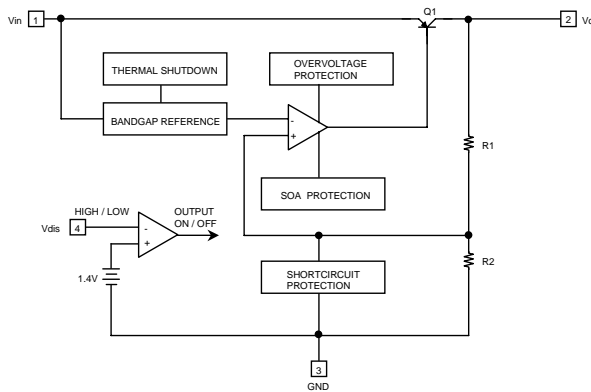 Q1
Vin 1
2 Vo
THERMAL SHUTDOWN
OVERVOLTAGE
PROTECTION
BANDGAP REFERENCE
-
+
R1
SOA PROTECTION
HIGH / LOW
OUTPUT
ON / OFF
Vdis 4
-
+
1.4V
SHORTCIRCUIT
PROTECTION
R2
3
GND